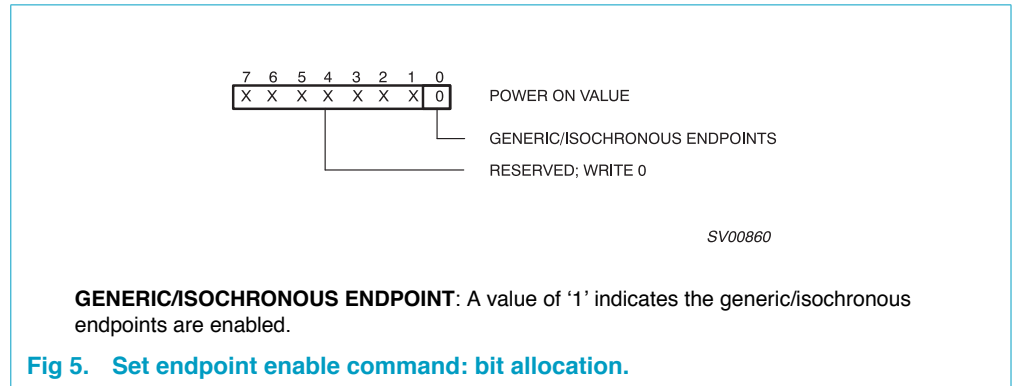 7 6 5 4 3 2 1 0
X X X X X X X 0 POWER ON VALUE
GENERIC/ISOCHRONOUS ENDPOINTS
RESERVED; WRITE 0
SV00860
GENERIC/ISOCHRONOUS ENDPOINT: A value of ‘1’ indicates the generic/isochronous
endpoints are enabled.
Fig 5. Set endpoint enable command: bit allocation.